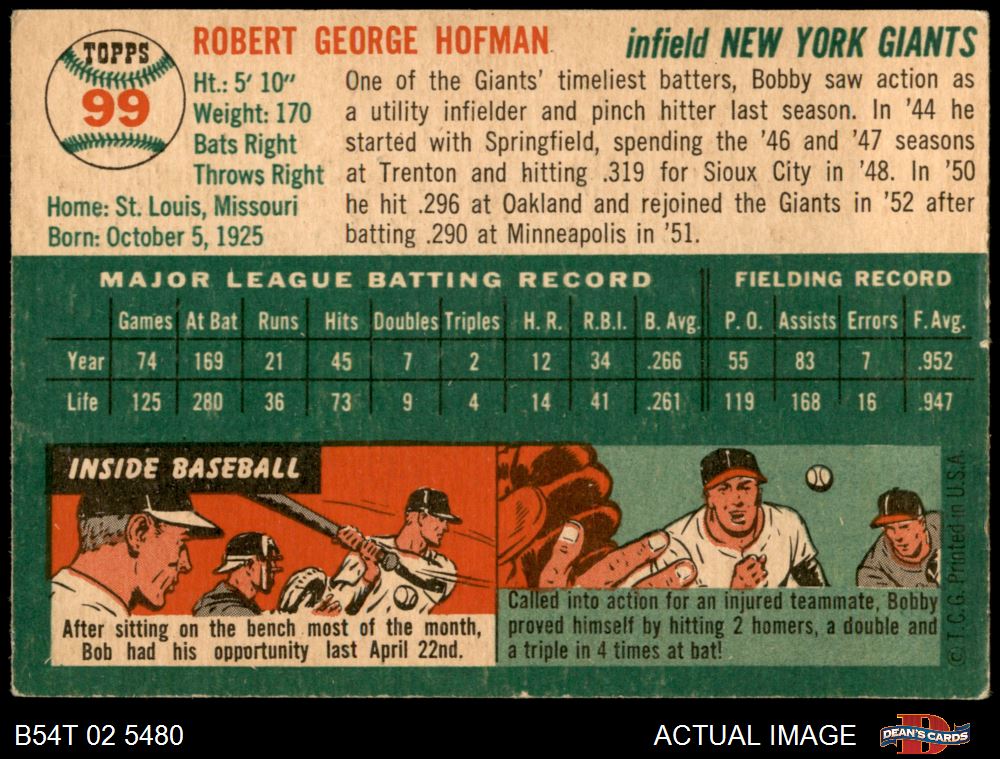 TOPPS
99
ROBERT GEORGE HOFMAN
infield NEW YORK GIANTS
Ht.: 5' 10"
Weight: 170
Bats Right
Throws Right
Home: St. Louis, Missouri
Born: October 5, 1925
One of the Giants' timeliest batters, Bobby saw action as
a utility infielder and pinch hitter last season. In '44 he
started with Springfield, spending the '46 and '47 seasons
at Trenton and hitting .319 for Sioux City in '48. In '50
he hit .296 at Oakland and rejoined the Giants in '52 after
batting .290 at Minneapolis in '51.
MAJOR LEAGUE BATTING RECORD FIELDING RECORD
Games At Bat Runs Hits Doubles Triples H. R. R.B.I. B. Avg. P. O. Assists Errors F. Avg.
Year 74 169 21 45 7 2 12 34 .266 55 83 7 .952
Life 125 280 36 73 9 4 14 41 .261 119 168 16 .947
INSIDE BASEBALL
After sitting on the bench most of the month,
Bob had his opportunity last April 22nd.
Called into action for an injured teammate, Bobby
proved himself by hitting 2 homers, a double and
a triple in 4 times at bat!
© T.C.G. Printed in U.S.A.
B54T 02 5480
ACTUAL IMAGE
D
DEAN'S CARDS